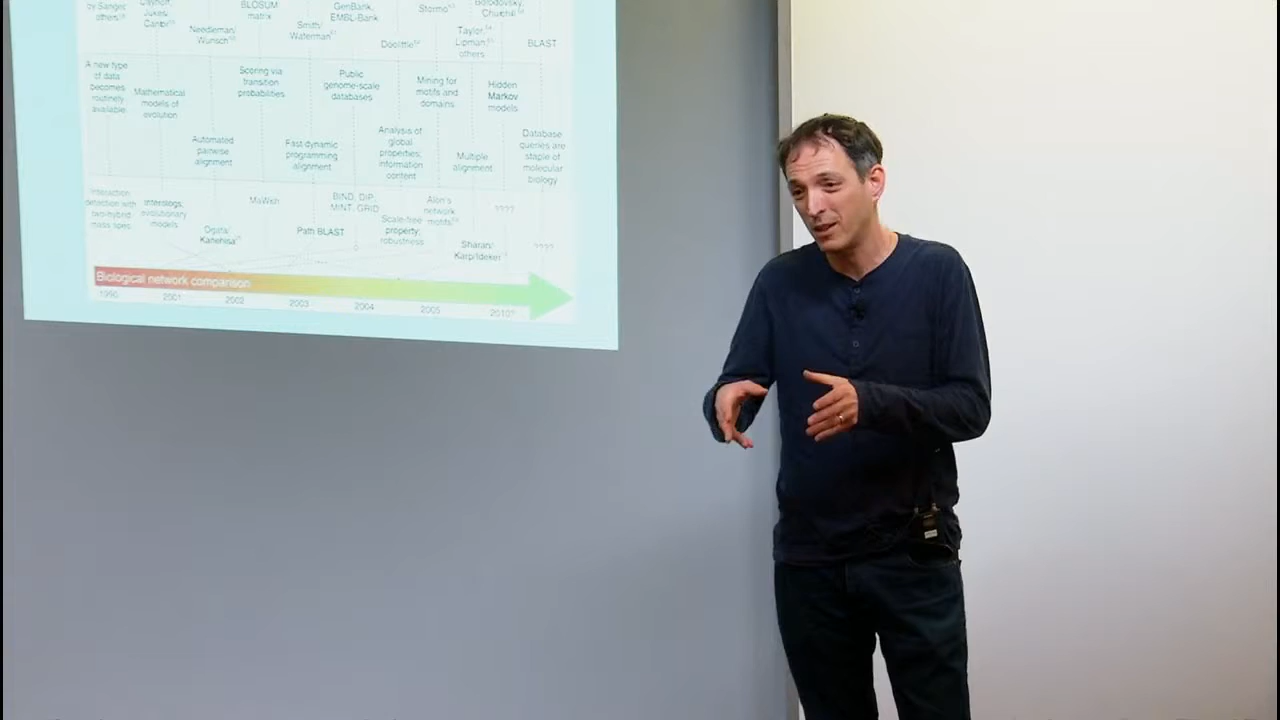 by Sanger
others
BLOSUM
matrix
GenBank,
EMBL-Bank
Stormo
Borodovsky,
Churchill
Needleman/
Wunsch
Smith/
Waterman
Doolittle
Taylor,
Lipman,
others
BLAST
A new type
of data
becomes
routinely
available
Mathematical
models of
evolution
Scoring via
transition
probabilities
Public
genome-scale
databases
Mining for
motifs and
domains
Hidden
Markov
models
Automated
pairwise
alignment
Fast dynamic
programming
alignment
Analysis of
global
properties;
information
content
Multiple
alignment
Database
queries are
staple of
molecular
biology
Interaction
detection with
two-hybrid
mass spec
Interologs;
evolutionary
models
MaWish
BIND, DIP,
MINT, GRID
Alon's
network
motifs
????
Ogata/
Kanehisa
Path BLAST
Scale-free
property;
robustness
Sharan/
Karp/Ideker
????
Biological network comparison
1990 2001 2002 2003 2004 2005 2010?